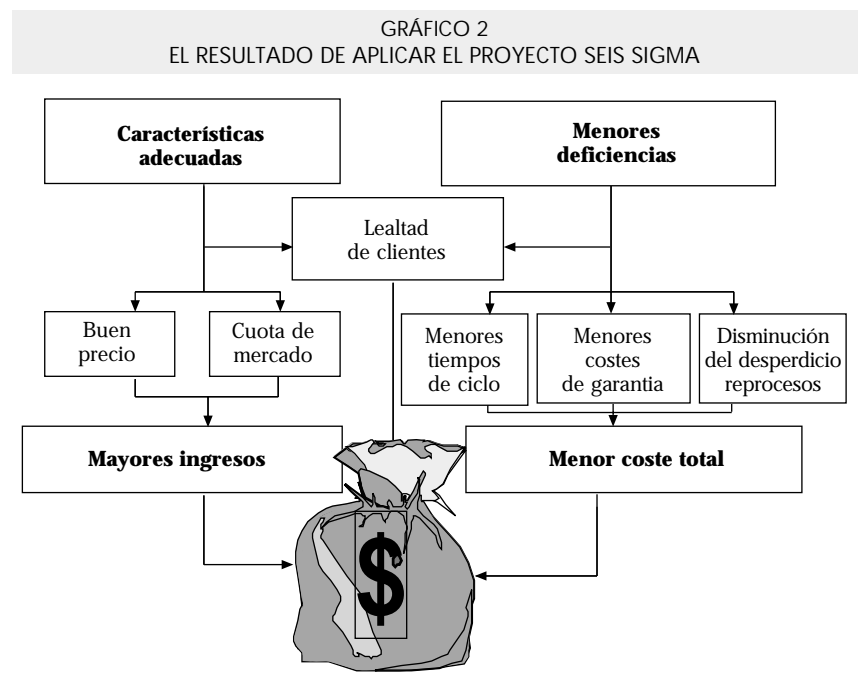 GRÁFICO 2
EL RESULTADO DE APLICAR EL PROYECTO SEIS SIGMA
Características
adecuadas
Menores
deficiencias
Lealtad
de clientes
Buen
precio
Cuota de
mercado
Menores
tiempos
de ciclo
Menores
costes
de garantia
Disminución
del desperdicio
reprocesos
Mayores ingresos
Menor coste total
$